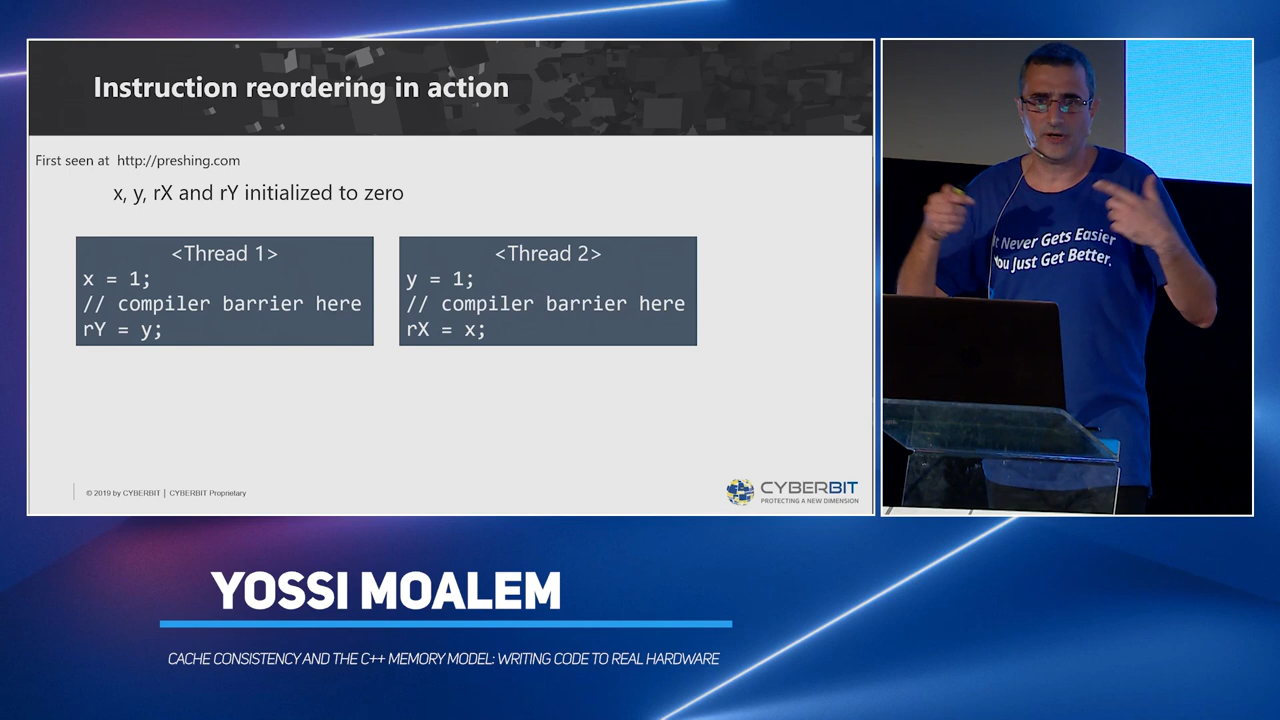 Instruction reordering in action
First seen at http://preshing.com
x, y, rX and rY initialized to zero
<Thread 1>
x = 1;
// compiler barrier here
rY = y;
<Thread 2>
y = 1;
// compiler barrier here
rX = x;
© 2019 by CYBERBIT | CYBERBIT Proprietary
CYBERBIT
PROTECTING A NEW DIMENSION
It Never Gets Easier
You Just Get Better.
YOSSI MOALEM
CACHE CONSISTENCY AND THE C++ MEMORY MODEL: WRITING CODE TO REAL HARDWARE